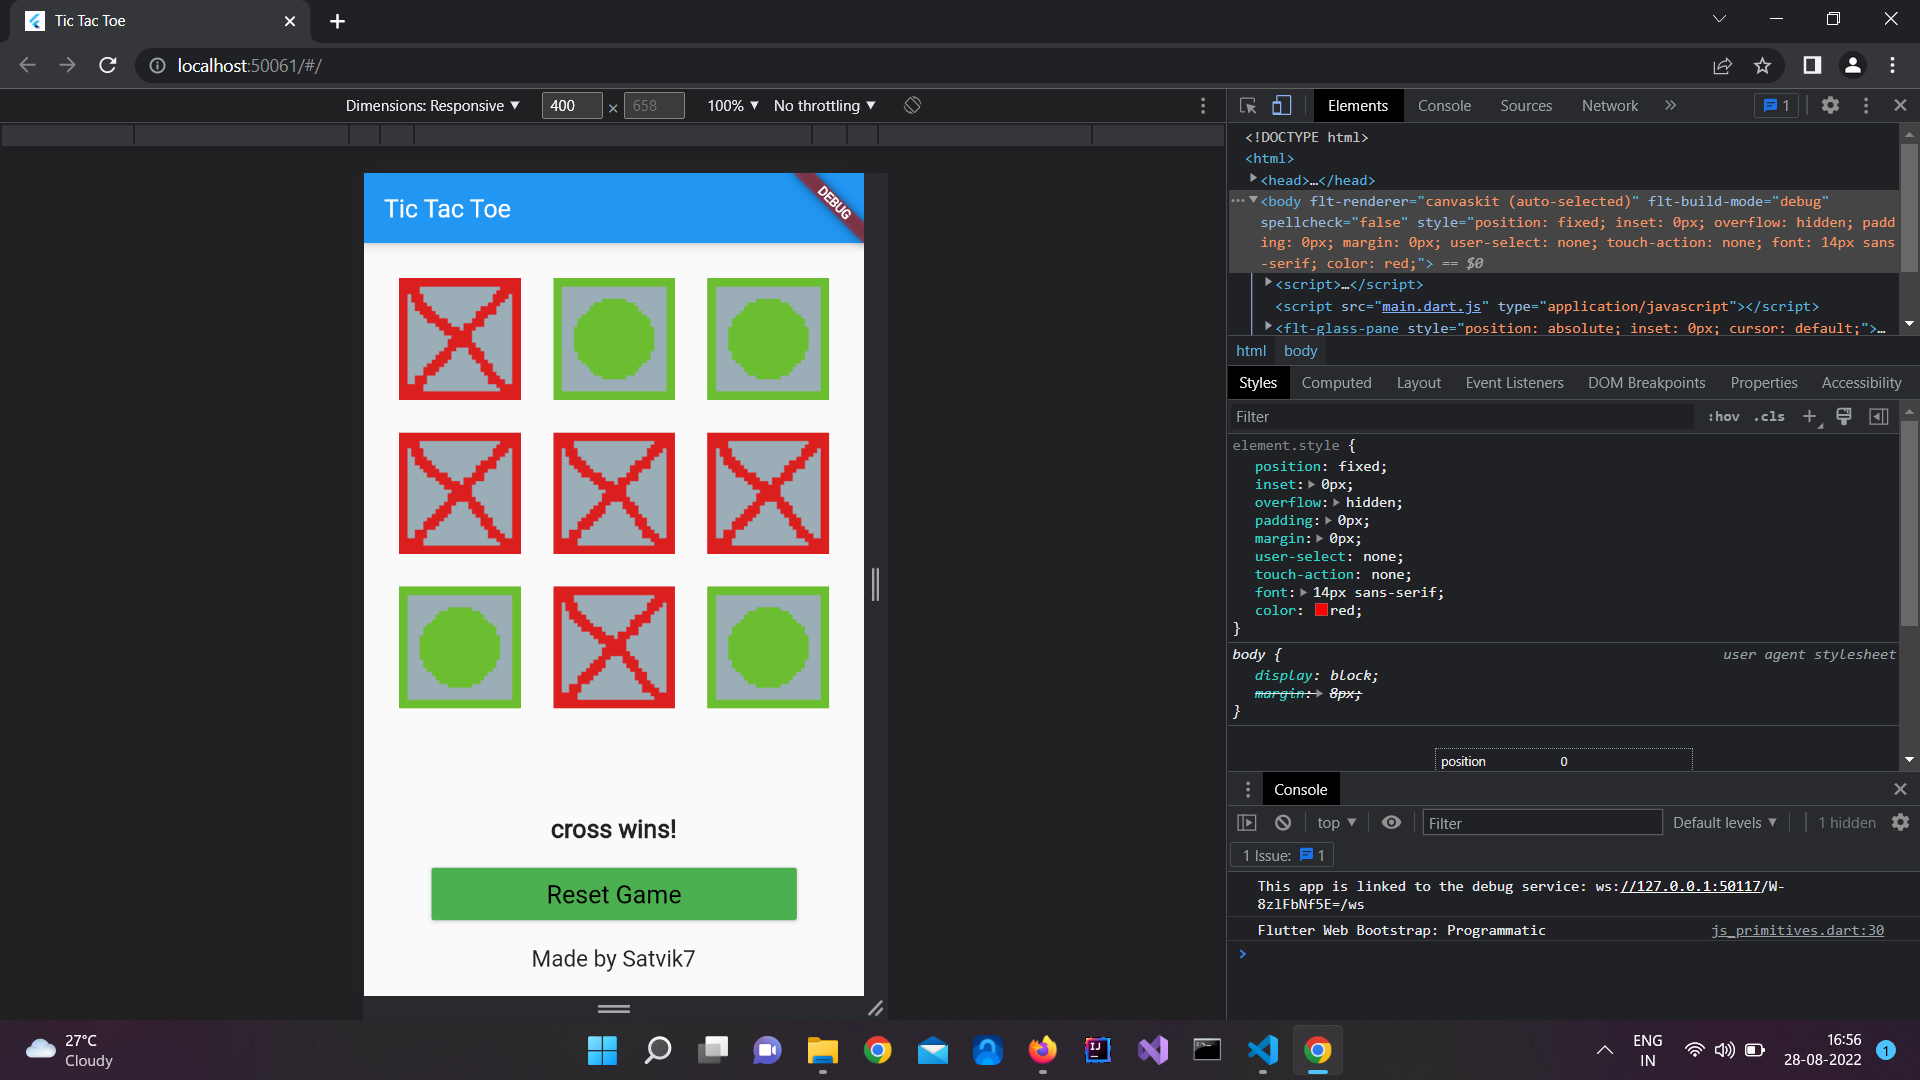 Tic Tac Toe
localhost:50061/#/
Dimensions: Responsive ▼ 400 × 658 100% ▼ No throttling ▼
Elements Console Sources Network » 1
<!DOCTYPE html>
<html>
<head>…</head>
<body flt-renderer="canvaskit (auto-selected)" flt-build-mode="debug"
spellcheck="false" style="position: fixed; inset: 0px; overflow: hidden; padd
ing: 0px; margin: 0px; user-select: none; touch-action: none; font: 14px sans
-serif; color: red;"> == $0
<script>…</script>
<script src="main.dart.js" type="application/javascript"></script>
<flt-glass-pane style="position: absolute; inset: 0px; cursor: default;">…
html body
Styles Computed Layout Event Listeners DOM Breakpoints Properties Accessibility
Filter :hov .cls
element.style {
position: fixed;
inset: 0px;
overflow: hidden;
padding: 0px;
margin: 0px;
user-select: none;
touch-action: none;
font: 14px sans-serif;
color: red;
}
body { user agent stylesheet
display: block;
margin: 8px;
}
position 0
Console
top ▼ Filter Default levels ▼ 1 hidden
1 Issue: 1
This app is linked to the debug service: ws://127.0.0.1:50117/W-
8zlFbNf5E=/ws
Flutter Web Bootstrap: Programmatic js_primitives.dart:30
Tic Tac Toe
DEBUG
cross wins!
Reset Game
Made by Satvik7
27°C
Cloudy
IJ
ENG
IN
16:56
28-08-2022
1